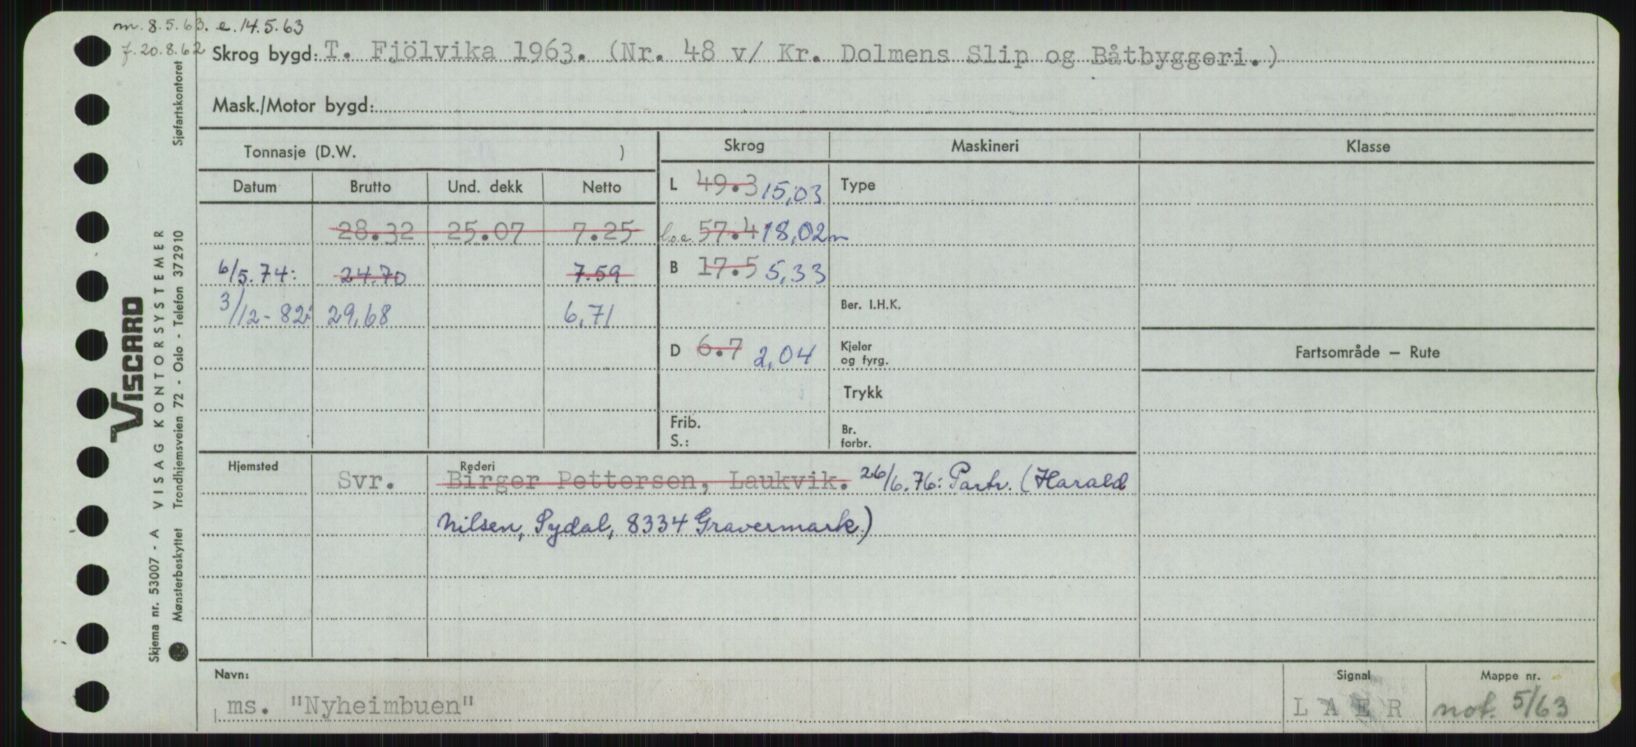 m. 8.5.63. e. 14.5.63
f. 20.8.62
Skrog bygd: T. Fjölvika 1963. (Nr. 48 v/ Kr. Dolmens Slip og Båtbyggeri.)
Mask./Motor bygd:
Tonnasje (D.W. )
Skrog
Maskineri
Klasse
Datum Brutto Und. dekk Netto
L 49.3 15,03
Type
28.32 25.07 7.25
l.o.a. 57.4 18,02 m
6/5.74: 24.70 7.59
B 17.5 5,33
3/12-82: 29,68 6,71
Ber. I.H.K.
D 6.7 2,04
Kjeler
og fyrg.
Fartsområde – Rute
Trykk
Frib.
S.:
Br.
forbr.
Hjemsted
Rederi
Svr. Birger Pettersen, Laukvik. 26/6.76: Partr. (Harald
Nilsen, Sydal, 8334 Gravermark)
Navn:
Signal
Mappe nr.
ms. "Nyheimbuen"
L A E R
not. 5/63
Sjøfartskontoret
VISCARD
VISAG KONTORSYSTEMER
Trondhjemsveien 72 - Oslo - Telefon 372910
Skjema nr. 53007 - A
Mønsterbeskyttet